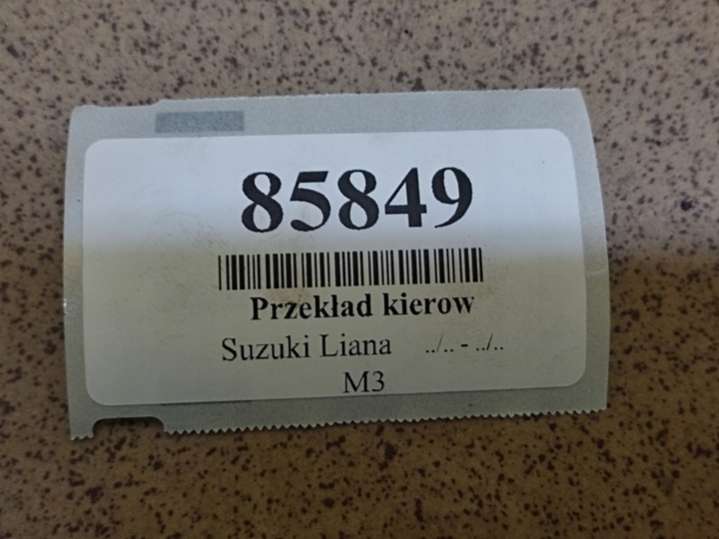 85849
Przekład kierow
Suzuki Liana ../.. - ../..
M3